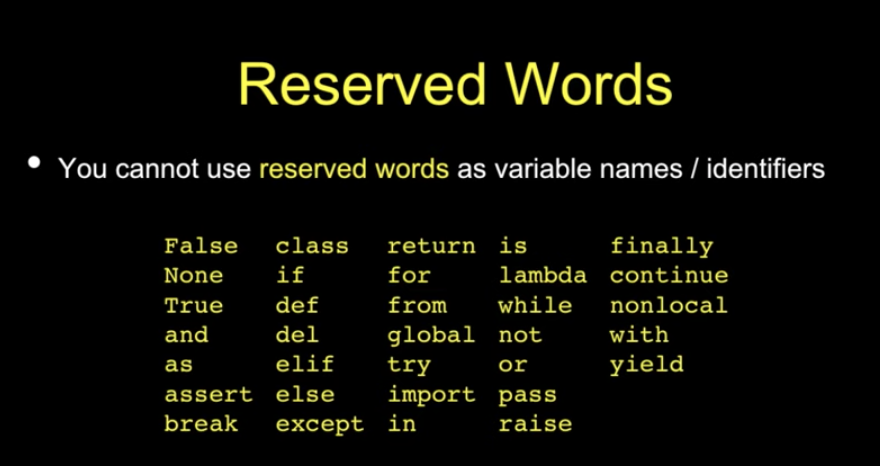 Reserved Words
• You cannot use reserved words as variable names / identifiers
False class return is finally
None if for lambda continue
True def from while nonlocal
and del global not with
as elif try or yield
assert else import pass
break except in raise